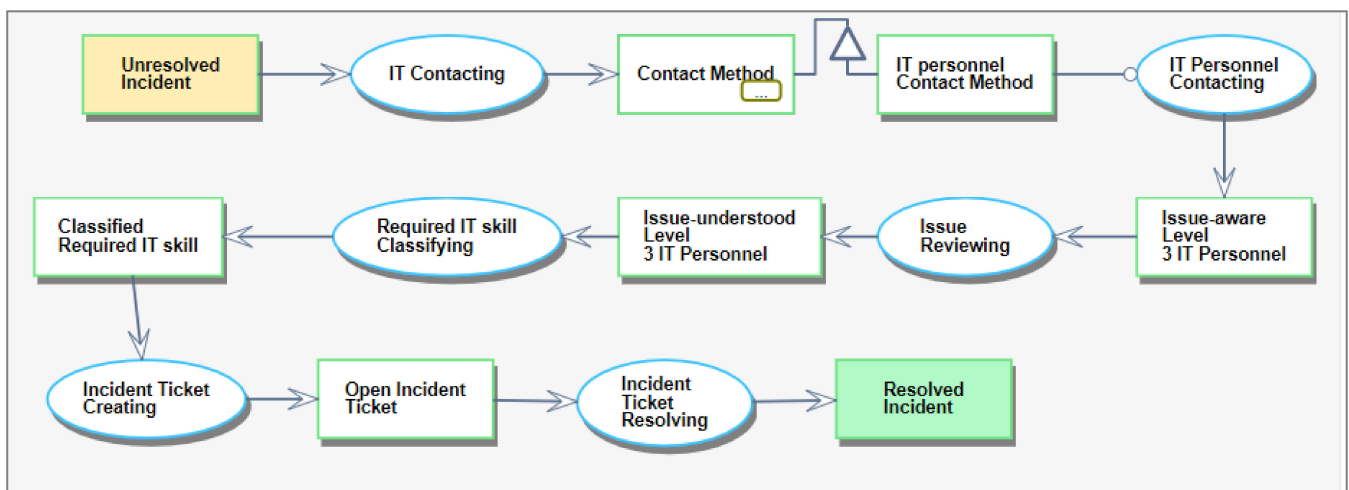 Unresolved
Incident
IT Contacting
Contact Method
...
IT personnel
Contact Method
IT Personnel
Contacting
Classified
Required IT skill
Required IT skill
Classifying
Issue-understood
Level
3 IT Personnel
Issue
Reviewing
Issue-aware
Level
3 IT Personnel
Incident Ticket
Creating
Open Incident
Ticket
Incident
Ticket
Resolving
Resolved
Incident